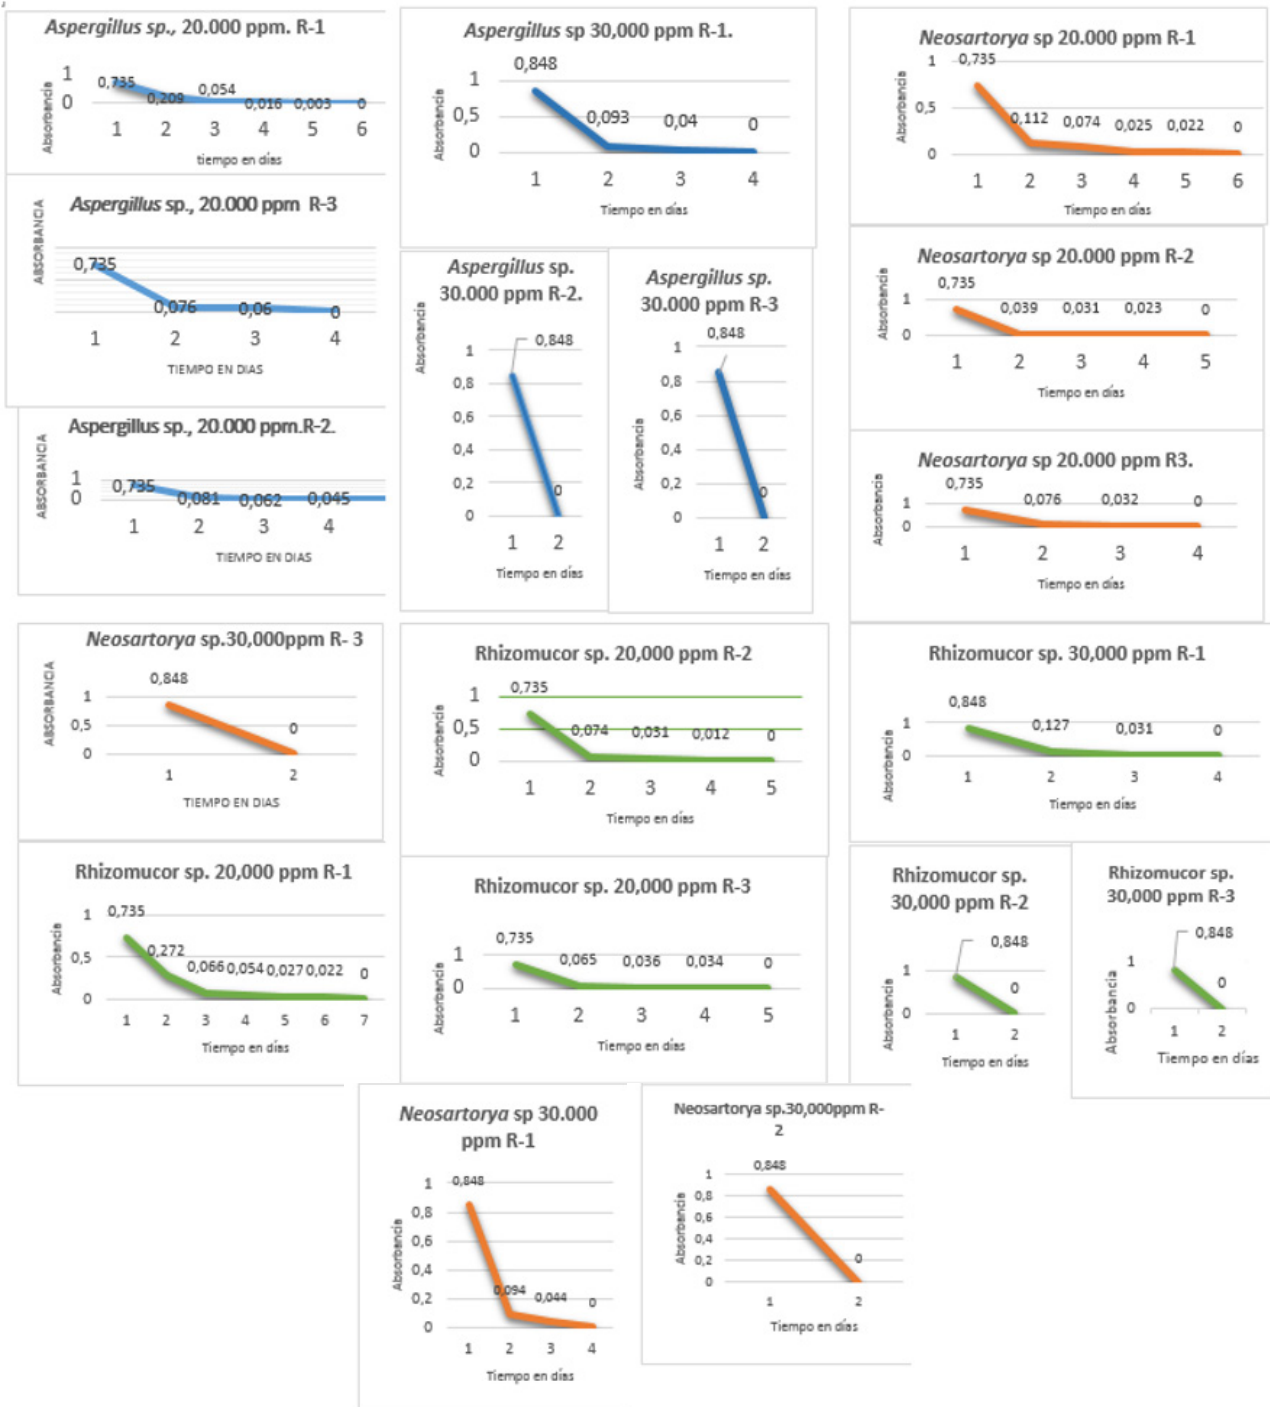 Aspergillus sp., 20.000 ppm. R-1
Absorbancia
1
0
0,735
0,209
0,054
0,016
0,003
0
1 2 3 4 5 6
tiempo en días
Aspergillus sp., 20.000 ppm R-3
ABSORBANCIA
0,735
0,076
0,06
0
1 2 3 4
TIEMPO EN DIAS
Aspergillus sp., 20.000 ppm.R-2.
ABSORBANCIA
1
0
0,735
0,081
0,062
0,045
1 2 3 4
TIEMPO EN DIAS
Aspergillus sp 30,000 ppm R-1.
Absorbancia
1
0,5
0
0,848
0,093
0,04
0
1 2 3 4
Tiempo en días
Aspergillus sp.
30.000 ppm R-2.
Absorbancia
1
0,8
0,6
0,4
0,2
0
0,848
0
1 2
Tiempo en días
Aspergillus sp.
30.000 ppm R-3
Absorbancia
1
0,8
0,6
0,4
0,2
0
0,848
0
1 2
Tiempo en días
Neosartorya sp 20.000 ppm R-1
Absorbancia
1
0,5
0
0,735
0,112
0,074
0,025
0,022
0
1 2 3 4 5 6
Tiempo en días
Neosartorya sp 20.000 ppm R-2
Absorbancia
1
0
0,735
0,039
0,031
0,023
0
1 2 3 4 5
Tiempo en días
Neosartorya sp 20.000 ppm R3.
Absorbancia
1
0
0,735
0,076
0,032
0
1 2 3 4
Tiempo en días
Neosartorya sp.30,000ppm R- 3
ABSORBANCIA
1
0,5
0
0,848
0
1 2
TIEMPO EN DIAS
Rhizomucor sp. 20,000 ppm R-2
Absorbancia
1
0,5
0
0,735
0,074
0,031
0,012
0
1 2 3 4 5
Tiempo en días
Rhizomucor sp. 30,000 ppm R-1
Absorbancia
1
0
0,848
0,127
0,031
0
1 2 3 4
Tiempo en días
Rhizomucor sp. 20,000 ppm R-1
Absorbancia
1
0,5
0
0,735
0,272
0,066
0,054
0,027
0,022
0
1 2 3 4 5 6 7
Tiempo en días
Rhizomucor sp. 20,000 ppm R-3
Absorbancia
1
0
0,735
0,065
0,036
0,034
0
1 2 3 4 5
Tiempo en días
Rhizomucor sp.
30,000 ppm R-2
Absorbancia
1
0
0,848
0
1 2
Tiempo en días
Rhizomucor sp.
30,000 ppm R-3
Absorbancia
1
0
0,848
0
1 2
Tiempo en días
Neosartorya sp 30.000
ppm R-1
Absorbancia
1
0,8
0,6
0,4
0,2
0
0,848
0,094
0,044
0
1 2 3 4
Tiempo en días
Neosartorya sp.30,000ppm R-
2
Absorbancia
1
0,8
0,6
0,4
0,2
0
0,848
0
1 2
Tiempo en días